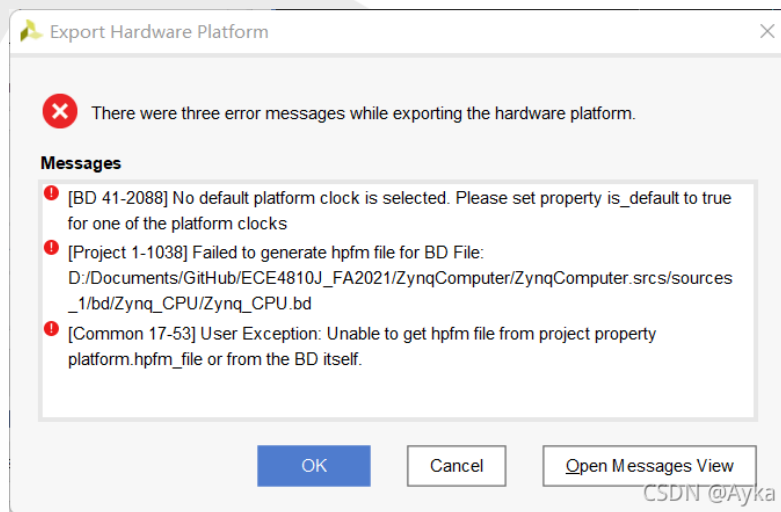 Export Hardware Platform
There were three error messages while exporting the hardware platform.
Messages
[BD 41-2088] No default platform clock is selected. Please set property is_default to true
for one of the platform clocks
[Project 1-1038] Failed to generate hpfm file for BD File:
D:/Documents/GitHub/ECE4810J_FA2021/ZynqComputer/ZynqComputer.srcs/sources
_1/bd/Zynq_CPU/Zynq_CPU.bd
[Common 17-53] User Exception: Unable to get hpfm file from project property
platform.hpfm_file or from the BD itself.
OK Cancel Open Messages View
CSDN @Ayka